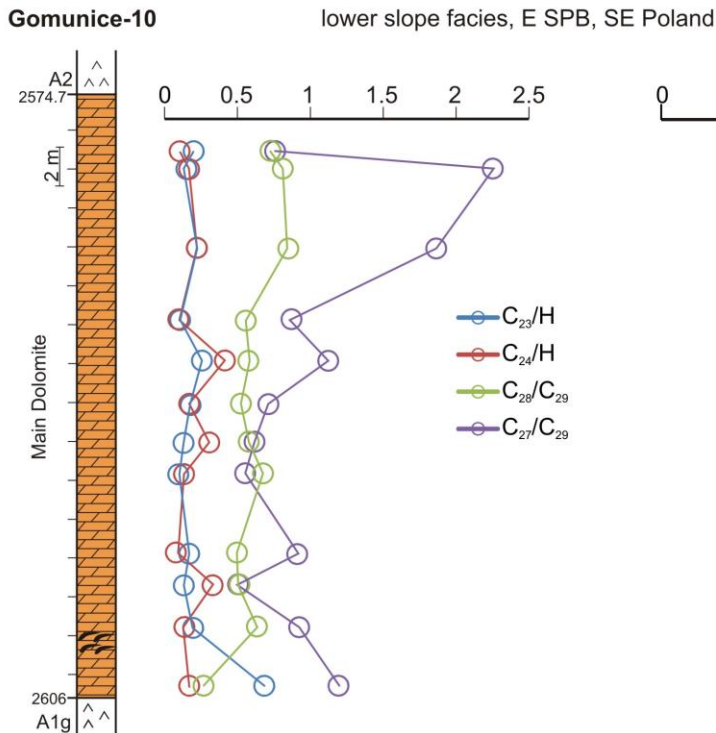 Gomunice-10
lower slope facies, E SPB, SE Poland
A2
2574.7
0 0.5 1 1.5 2 2.5
0
2 m
C₂₃/H
C₂₄/H
C₂₈/C₂₉
C₂₇/C₂₉
Main Dolomite
2606
A1g